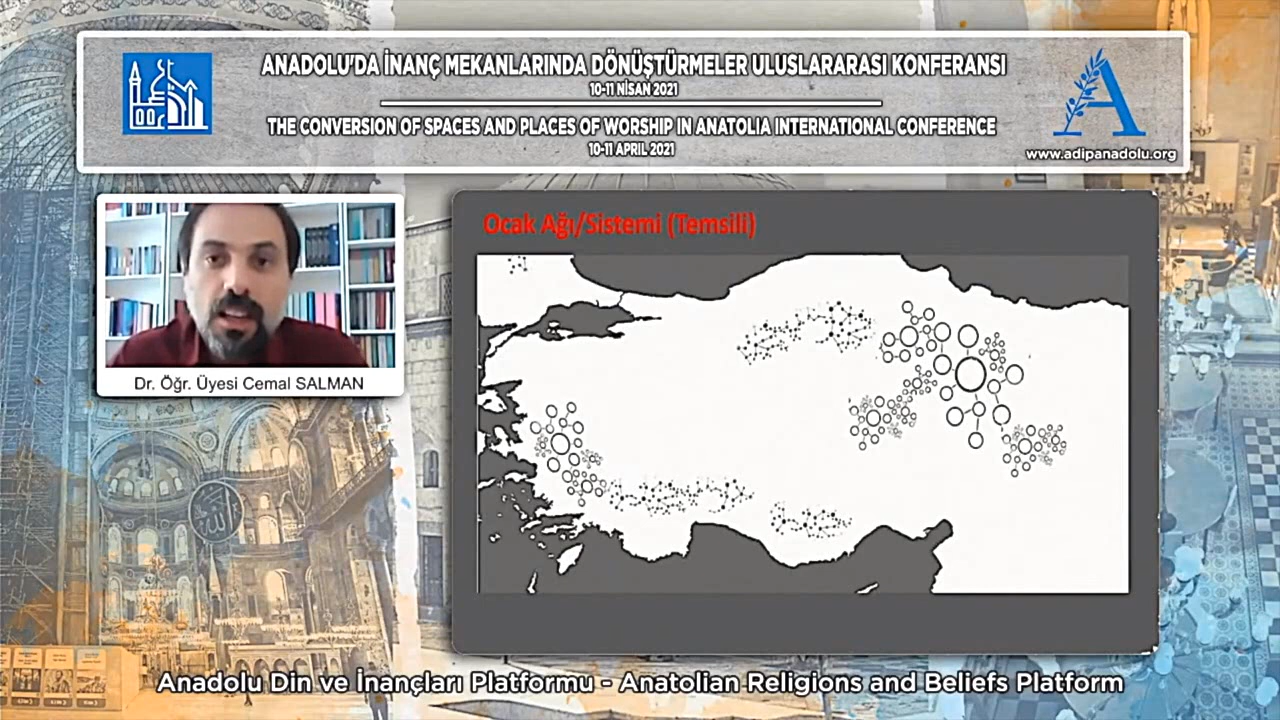 ANADOLU'DA İNANÇ MEKANLARINDA DÖNÜŞTÜRMELER ULUSLARARASI KONFERANSI
10-11 NİSAN 2021
THE CONVERSION OF SPACES AND PLACES OF WORSHIP IN ANATOLIA INTERNATIONAL CONFERENCE
10-11 APRIL 2021
www.adipanadolu.org
Dr. Öğr. Üyesi Cemal SALMAN
Ocak Ağı/Sistemi (Temsili)
Anadolu Din ve İnançları Platformu - Anatolian Religions and Beliefs Platform